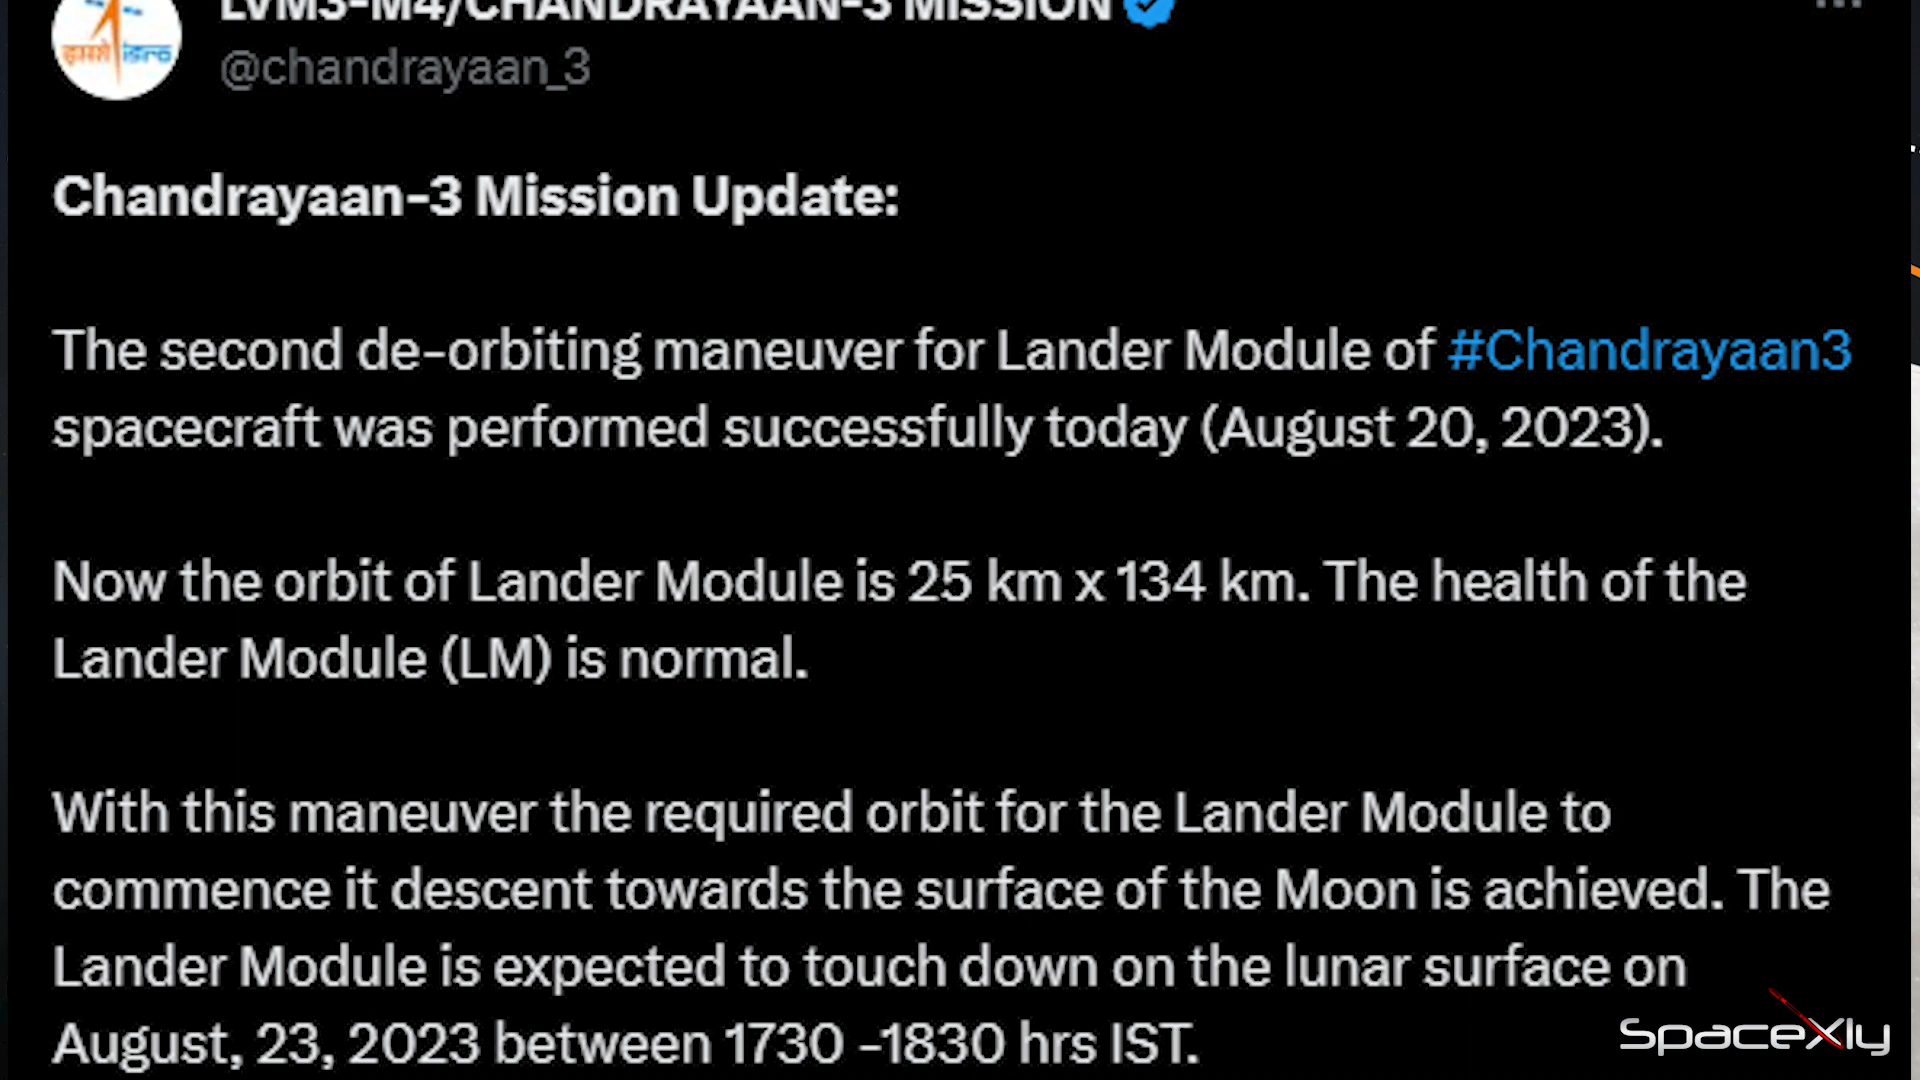 LVM3-M4/CHANDRAYAAN-3 MISSION
इसरो isro
@chandrayaan_3
Chandrayaan-3 Mission Update:
The second de-orbiting maneuver for Lander Module of #Chandrayaan3
spacecraft was performed successfully today (August 20, 2023).
Now the orbit of Lander Module is 25 km x 134 km. The health of the
Lander Module (LM) is normal.
With this maneuver the required orbit for the Lander Module to
commence it descent towards the surface of the Moon is achieved. The
Lander Module is expected to touch down on the lunar surface on
August, 23, 2023 between 1730 -1830 hrs IST.
SpaceXly